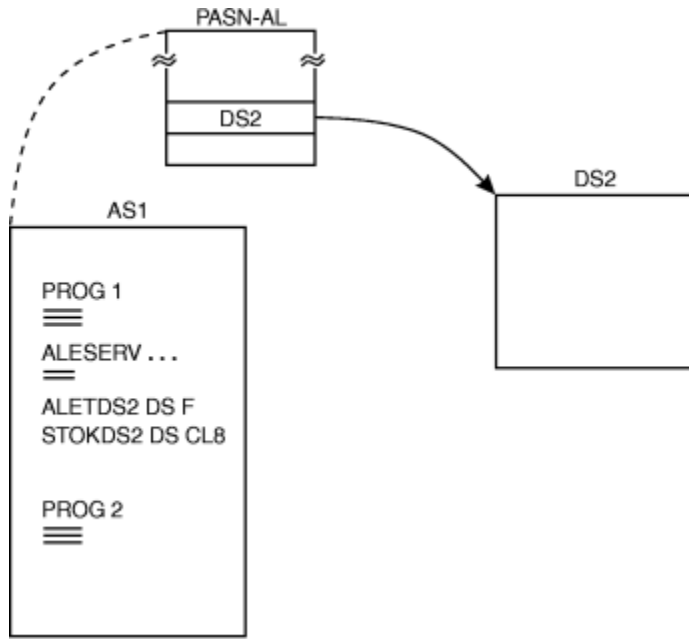 PASN-AL
DS2
DS2
AS1
PROG 1
ALESERV . . .
ALETDS2 DS F
STOKDS2 DS CL8
PROG 2